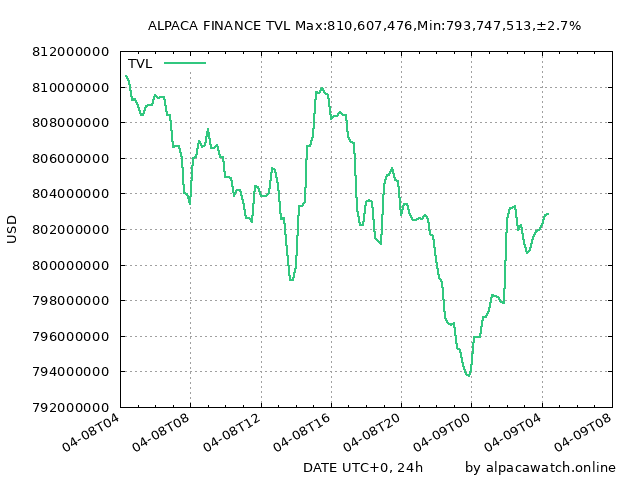 ALPACA FINANCE TVL Max:810,607,476,Min:793,747,513,±2.7%
812000000
810000000
808000000
806000000
804000000
802000000
800000000
798000000
796000000
794000000
792000000
TVL
USD
04-08T04
04-08T08
04-08T12
04-08T16
04-08T20
04-09T00
04-09T04
04-09T08
DATE UTC+0, 24h
by alpacawatch.online